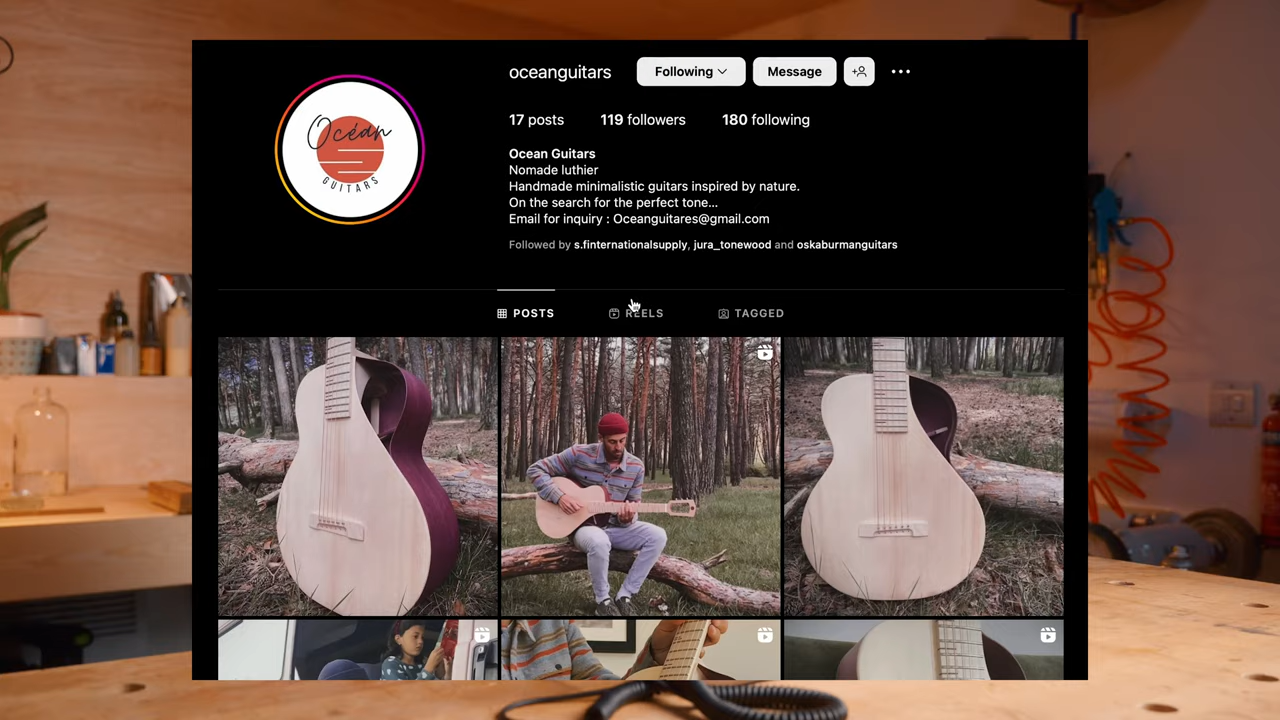 oceanguitars
Following
Message
17 posts 119 followers 180 following
Océan
GUITARS
Ocean Guitars
Nomade luthier
Handmade minimalistic guitars inspired by nature.
On the search for the perfect tone...
Email for inquiry : Oceanguitares@gmail.com
Followed by s.finternationalsupply, jura_tonewood and oskaburmanguitars
POSTS
REELS
TAGGED